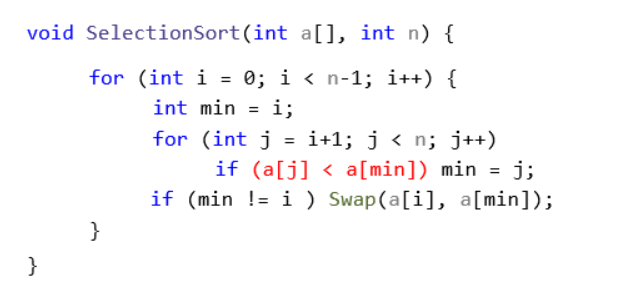 void SelectionSort(int a[], int n) {
for (int i = 0; i < n-1; i++) {
int min = i;
for (int j = i+1; j < n; j++)
if (a[j] < a[min]) min = j;
if (min != i ) Swap(a[i], a[min]);
}
}